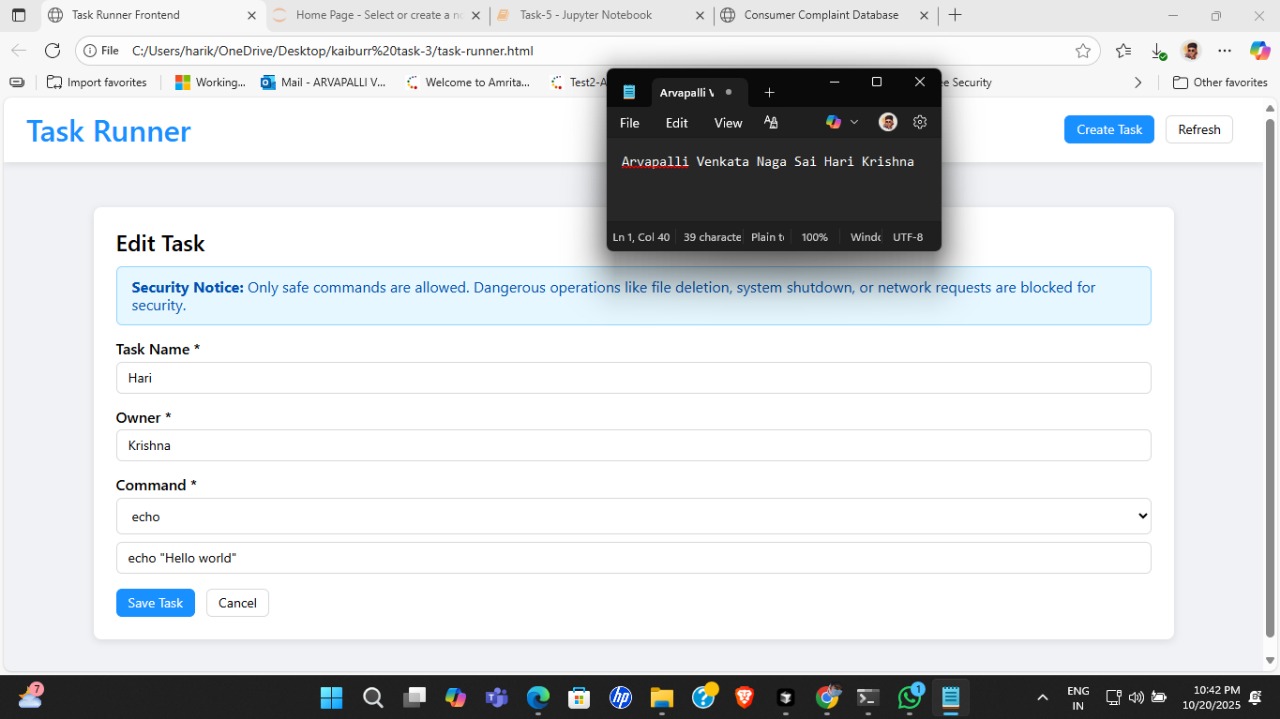 Task Runner Frontend
Home Page - Select or create a n
Task-5 - Jupyter Notebook
Consumer Complaint Database
File C:/Users/harik/OneDrive/Desktop/kaiburr%20task-3/task-runner.html
Import favorites
Working...
Mail - ARVAPALLI V...
Welcome to Amrita...
Test2-A
e Security
Other favorites
Arvapalli V
File Edit View
Arvapalli Venkata Naga Sai Hari Krishna
Ln 1, Col 40 39 characte Plain t 100% Windo UTF-8
Task Runner
Create Task
Refresh
Edit Task
Security Notice: Only safe commands are allowed. Dangerous operations like file deletion, system shutdown, or network requests are blocked for
security.
Task Name *
Hari
Owner *
Krishna
Command *
echo
echo "Hello world"
Save Task
Cancel
7
1
ENG
IN
10:42 PM
10/20/2025